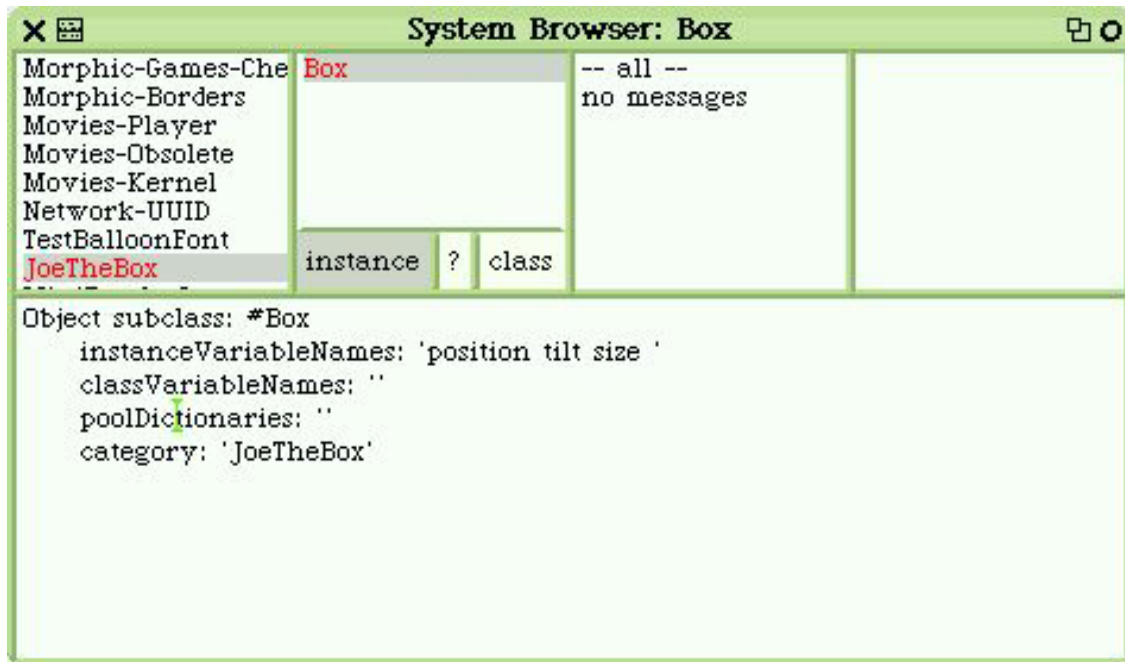 System Browser: Box
Morphic-Games-Che
Morphic-Borders
Movies-Player
Movies-Obsolete
Movies-Kernel
Network-UUID
TestBalloonFont
JoeTheBox
Box
instance ? class
-- all --
no messages
Object subclass: #Box
instanceVariableNames: 'position tilt size '
classVariableNames: ''
poolDictionaries: ''
category: 'JoeTheBox'